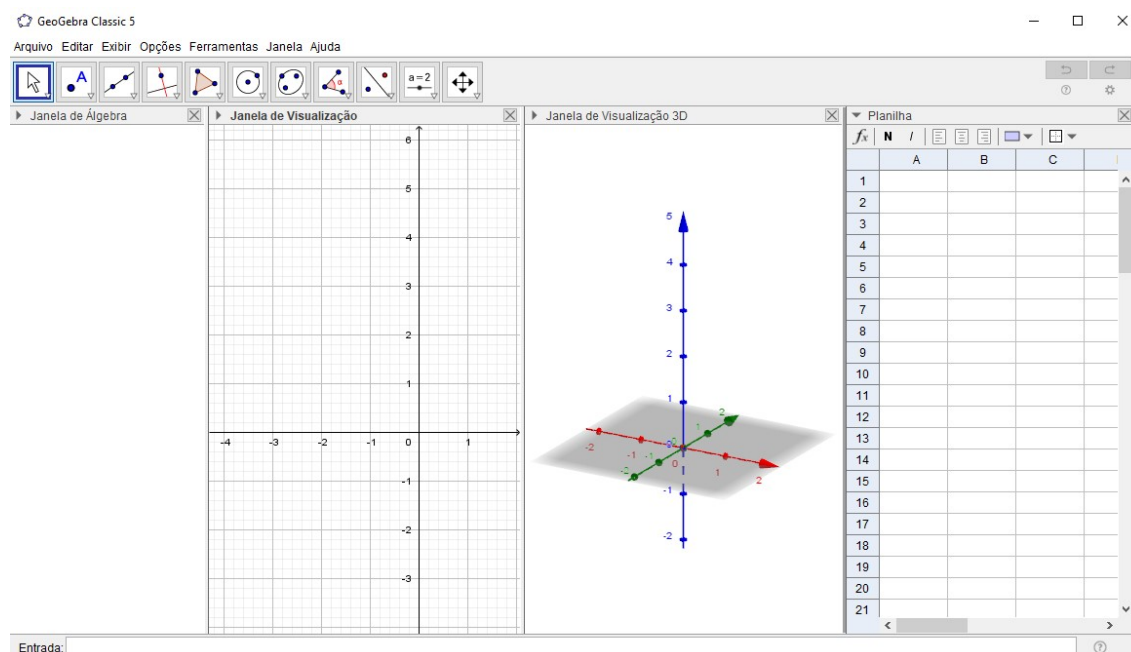 GeoGebra Classic 5
Arquivo Editar Exibir Opções Ferramentas Janela Ajuda
A α a=2
Janela de Álgebra
Janela de Visualização
Janela de Visualização 3D
Planilha
fx N I
A B C
6
5
4
3
2
1
-4 -3 -2 -1 0 1
-1
-2
-3
5
4
3
2
1
-1
-2
-2 -1 0 1 2
-2 -1 0 1 2
1
2
3
4
5
6
7
8
9
10
11
12
13
14
15
16
17
18
19
20
21
Entrada: